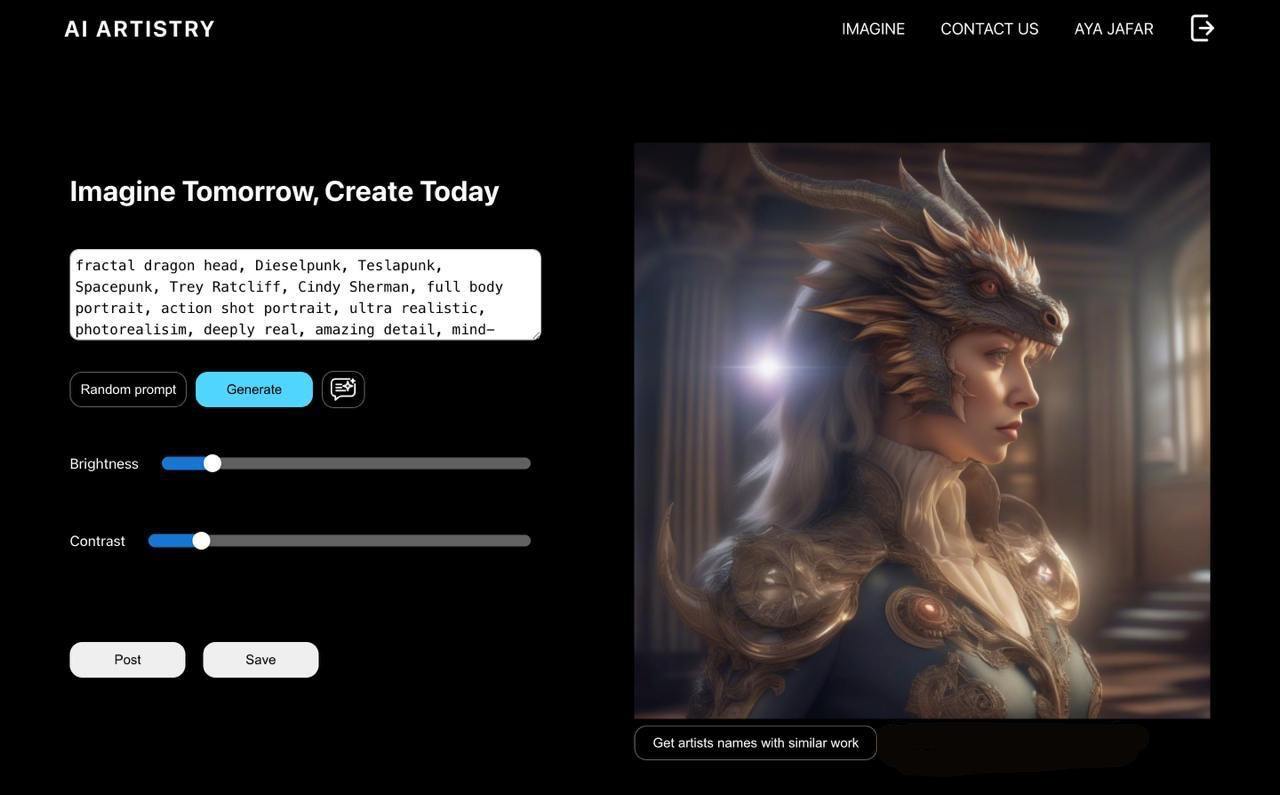 AI ARTISTRY
IMAGINE CONTACT US AYA JAFAR
Imagine Tomorrow, Create Today
fractal dragon head, Dieselpunk, Teslapunk,
Spacepunk, Trey Ratcliff, Cindy Sherman, full body
portrait, action shot portrait, ultra realistic,
photorealisim, deeply real, amazing detail, mind-
Random prompt Generate
Brightness
Contrast
Post Save
Get artists names with similar work